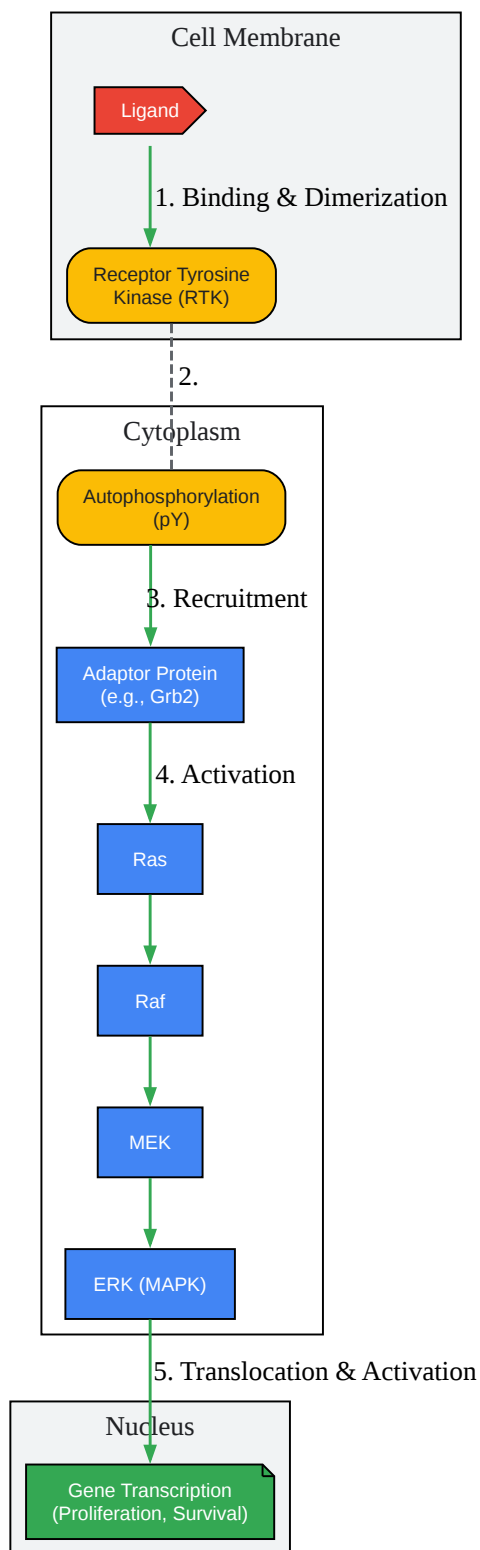 Cell Membrane
Ligand
1. Binding & Dimerization
Receptor Tyrosine
Kinase (RTK)
2.
Cytoplasm
Autophosphorylation
(pY)
3. Recruitment
Adaptor Protein
(e.g., Grb2)
4. Activation
Ras
Raf
MEK
ERK (MAPK)
5. Translocation & Activation
Nucleus
Gene Transcription
(Proliferation, Survival)